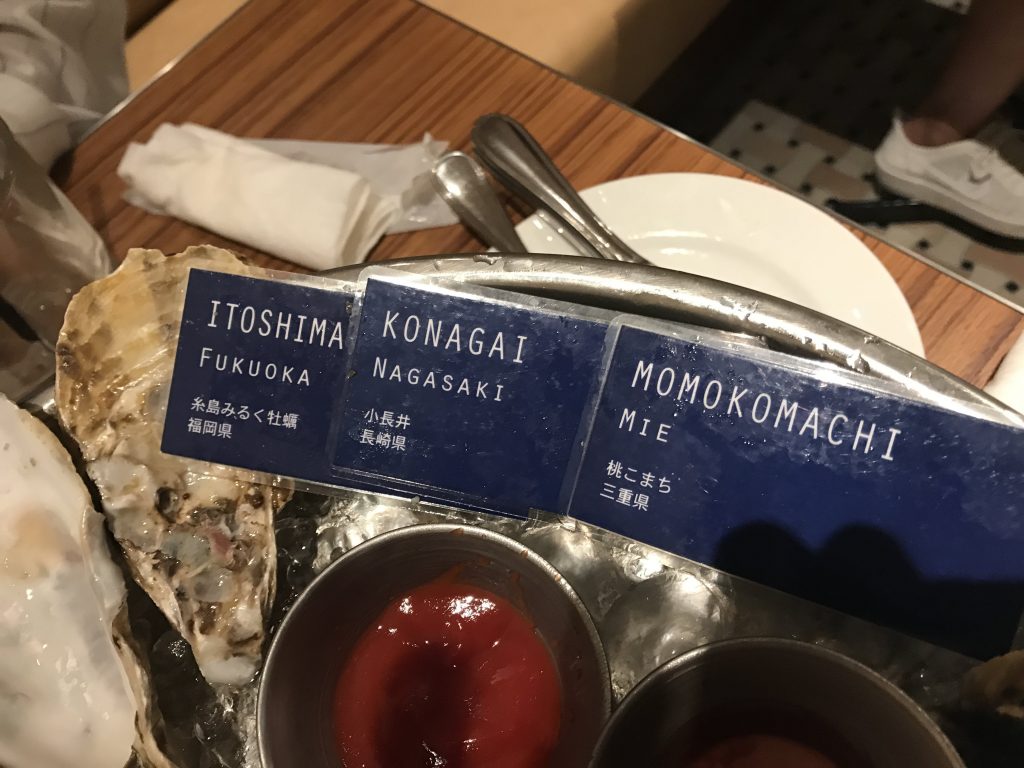 ITOSHIMA
FUKUOKA
糸島みるく牡蠣
福岡県
KONAGAI
NAGASAKI
小長井
長崎県
MOMOKOMACHI
MIE
桃こまち
三重県